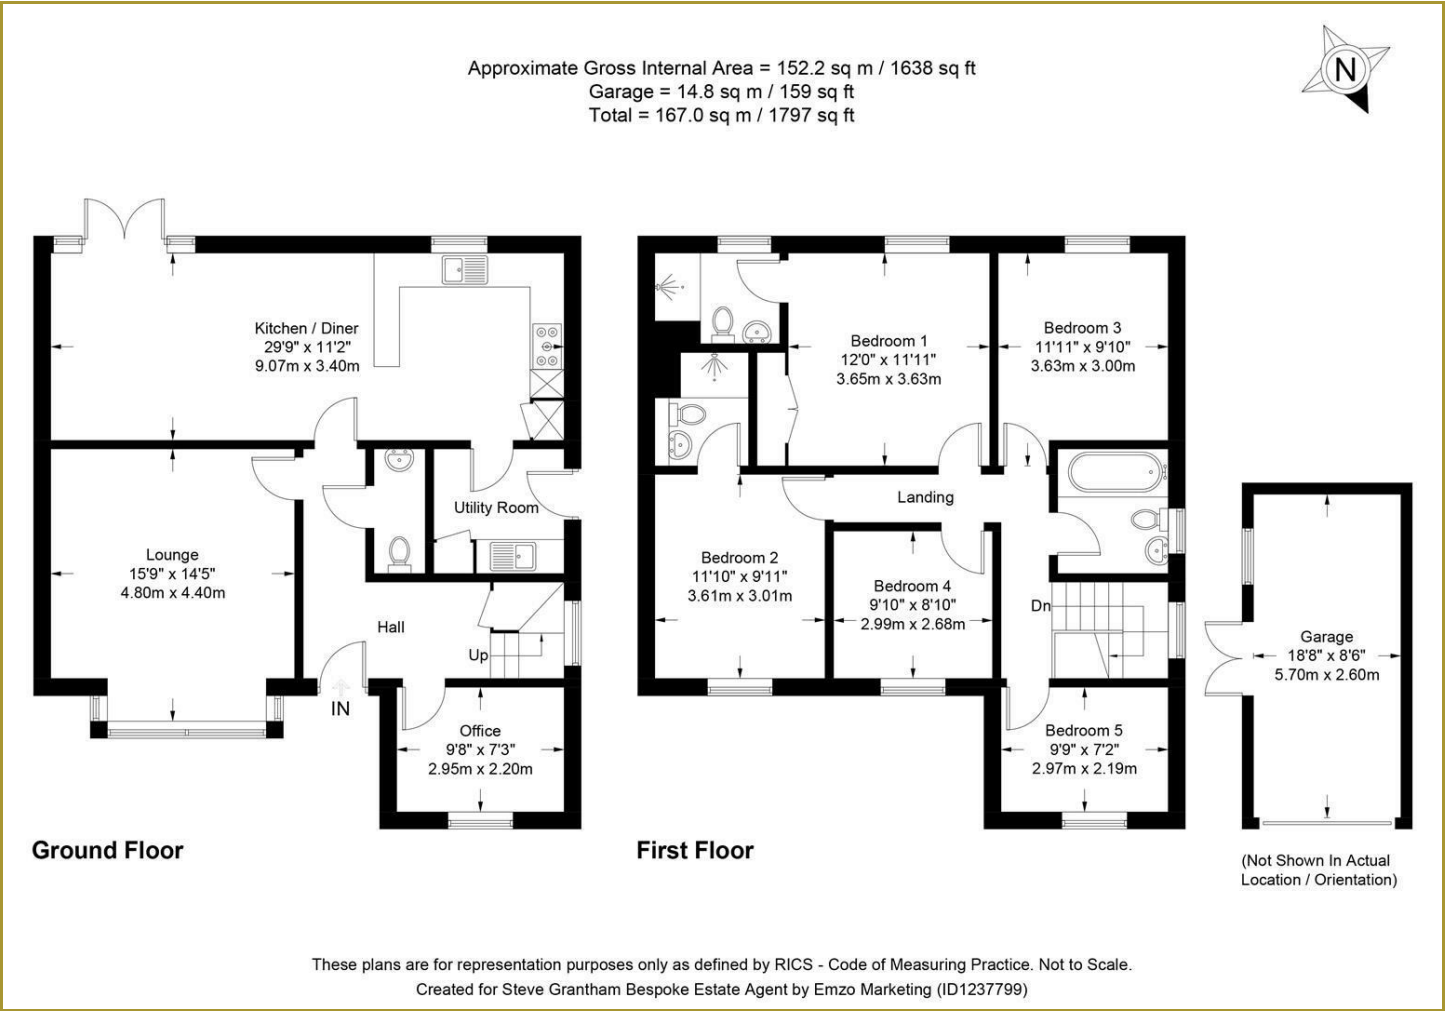 Approximate Gross Internal Area = 152.2 sq m / 1638 sq ft
Garage = 14.8 sq m / 159 sq ft
Total = 167.0 sq m / 1797 sq ft
N
Kitchen / Diner
29'9" x 11'2"
9.07m x 3.40m
Utility Room
Lounge
15'9" x 14'5"
4.80m x 4.40m
Hall
Up
IN
Office
9'8" x 7'3"
2.95m x 2.20m
Ground Floor
Bedroom 1
12'0" x 11'11"
3.65m x 3.63m
Bedroom 3
11'11" x 9'10"
3.63m x 3.00m
Landing
Bedroom 2
11'10" x 9'11"
3.61m x 3.01m
Bedroom 4
9'10" x 8'10"
2.99m x 2.68m
Dn
Bedroom 5
9'9" x 7'2"
2.97m x 2.19m
First Floor
Garage
18'8" x 8'6"
5.70m x 2.60m
(Not Shown In Actual
Location / Orientation)
These plans are for representation purposes only as defined by RICS - Code of Measuring Practice. Not to Scale.
Created for Steve Grantham Bespoke Estate Agent by Emzo Marketing (ID1237799)